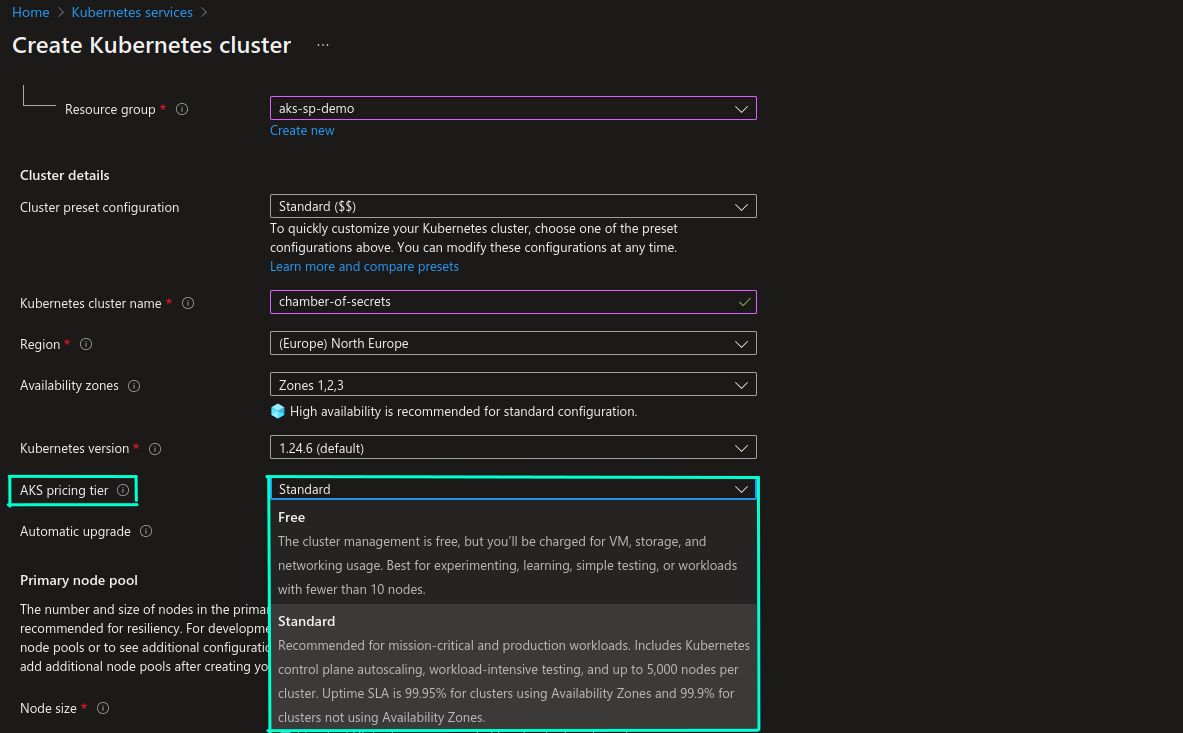 Home > Kubernetes services >
Create Kubernetes cluster ...
Resource group *
aks-sp-demo
Create new
Cluster details
Cluster preset configuration
Standard ($$)
To quickly customize your Kubernetes cluster, choose one of the preset
configurations above. You can modify these configurations at any time.
Learn more and compare presets
Kubernetes cluster name *
chamber-of-secrets
Region *
(Europe) North Europe
Availability zones
Zones 1,2,3
High availability is recommended for standard configuration.
Kubernetes version *
1.24.6 (default)
AKS pricing tier
Standard
Free
The cluster management is free, but you'll be charged for VM, storage, and
networking usage. Best for experimenting, learning, simple testing, or workloads
with fewer than 10 nodes.
Standard
Recommended for mission-critical and production workloads. Includes Kubernetes
control plane autoscaling, workload-intensive testing, and up to 5,000 nodes per
cluster. Uptime SLA is 99.95% for clusters using Availability Zones and 99.9% for
clusters not using Availability Zones.
Automatic upgrade
Primary node pool
The number and size of nodes in the
recommended for resiliency. For
node pools or to see additional
add additional node pools after creating
Node size *